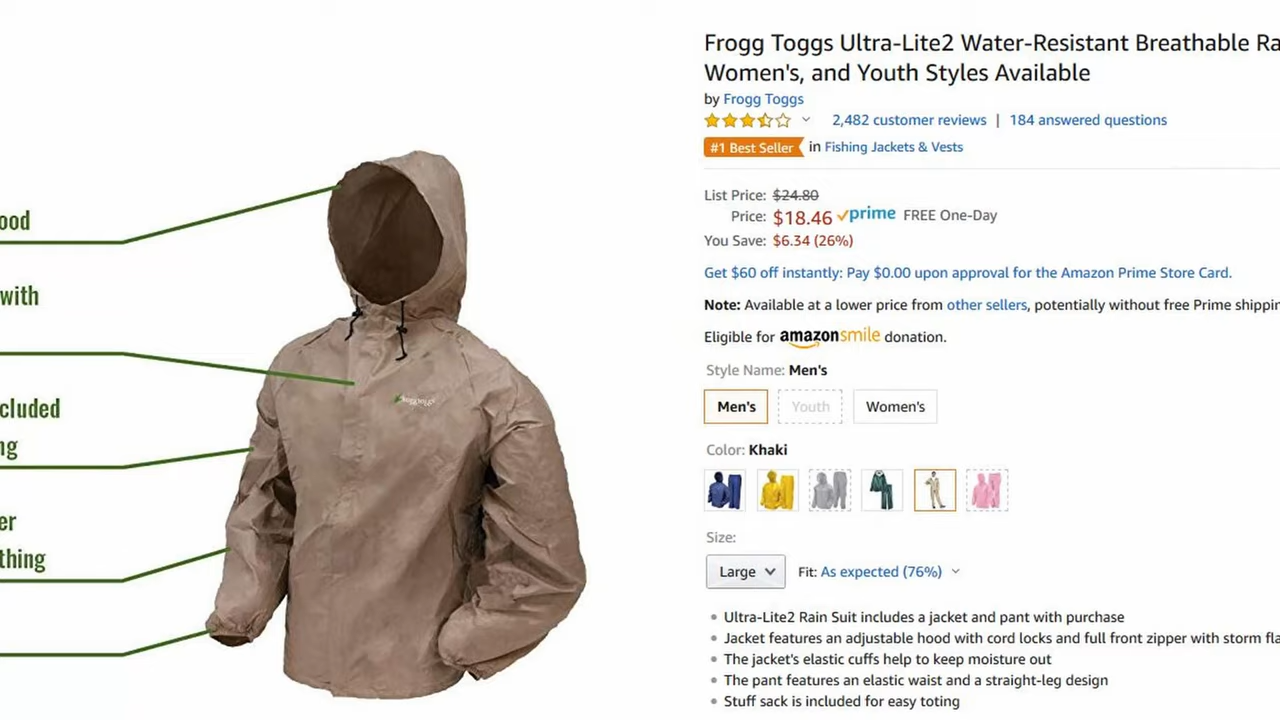 ood
with
cluded
ng
er
thing
Frogg Toggs Ultra-Lite2 Water-Resistant Breathable Ra
Women's, and Youth Styles Available
by Frogg Toggs
2,482 customer reviews | 184 answered questions
#1 Best Seller in Fishing Jackets & Vests
List Price: $24.80
Price: $18.46 prime FREE One-Day
You Save: $6.34 (26%)
Get $60 off instantly: Pay $0.00 upon approval for the Amazon Prime Store Card.
Note: Available at a lower price from other sellers, potentially without free Prime shippin
Eligible for amazonsmile donation.
Style Name: Men's
Men's Youth Women's
Color: Khaki
Size:
Large Fit: As expected (76%)
Ultra-Lite2 Rain Suit includes a jacket and pant with purchase
Jacket features an adjustable hood with cord locks and full front zipper with storm fla
The jacket's elastic cuffs help to keep moisture out
The pant features an elastic waist and a straight-leg design
Stuff sack is included for easy toting